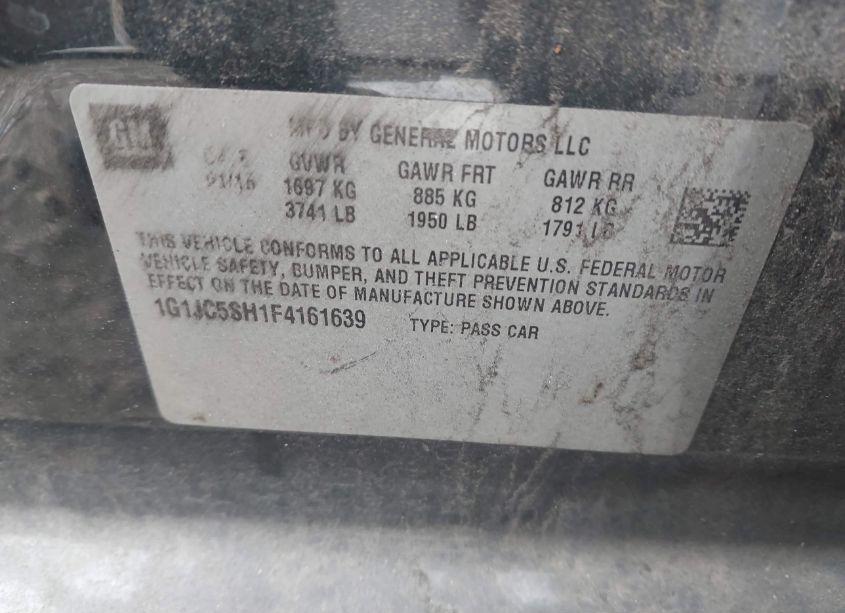 GM
MFD BY GENERAL MOTORS LLC
DATE GVWR GAWR FRT GAWR RR
1697 KG 885 KG 812 KG
3741 LB 1950 LB 1791 LB
THIS VEHICLE CONFORMS TO ALL APPLICABLE U.S. FEDERAL MOTOR
VEHICLE SAFETY, BUMPER, AND THEFT PREVENTION STANDARDS IN
EFFECT ON THE DATE OF MANUFACTURE SHOWN ABOVE.
1G1JC5SH1F4161639 TYPE: PASS CAR